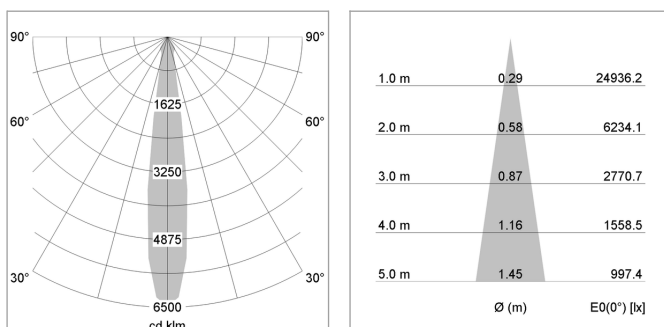 90° 90°
1625
60° 60°
3250
4875
30° 30°
6500
cd klm
1.0 m 0.29 24936.2
2.0 m 0.58 6234.1
3.0 m 0.87 2770.7
4.0 m 1.16 1558.5
5.0 m 1.45 997.4
Ø (m) E0(0°) [lx]